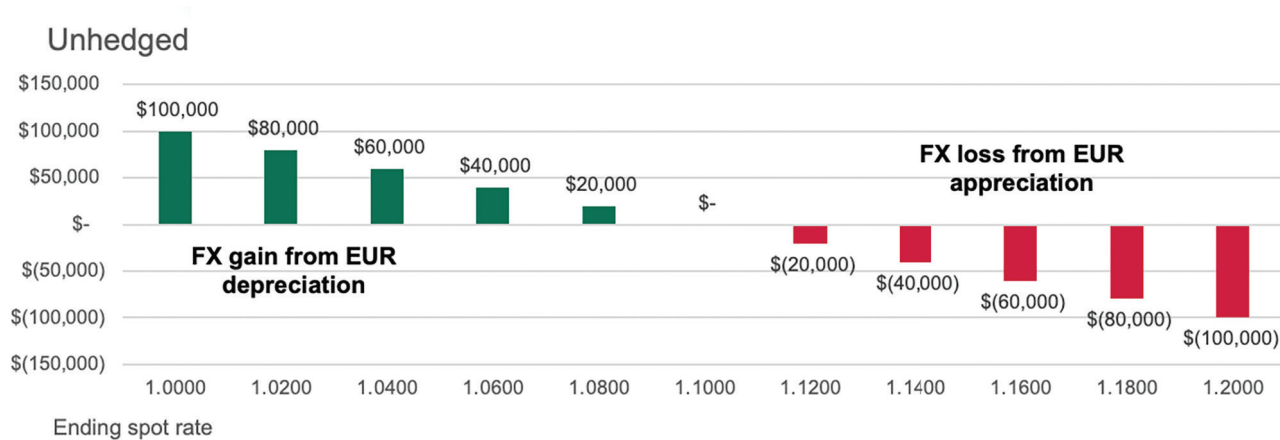 Unhedged
$150,000
$100,000
$50,000
$-
$(50,000)
$(100,000)
$(150,000)
$100,000
$80,000
$60,000
$40,000
$20,000
$-
$(20,000)
$(40,000)
$(60,000)
$(80,000)
$(100,000)
FX gain from EUR
depreciation
FX loss from EUR
appreciation
1.0000 1.0200 1.0400 1.0600 1.0800 1.1000 1.1200 1.1400 1.1600 1.1800 1.2000
Ending spot rate